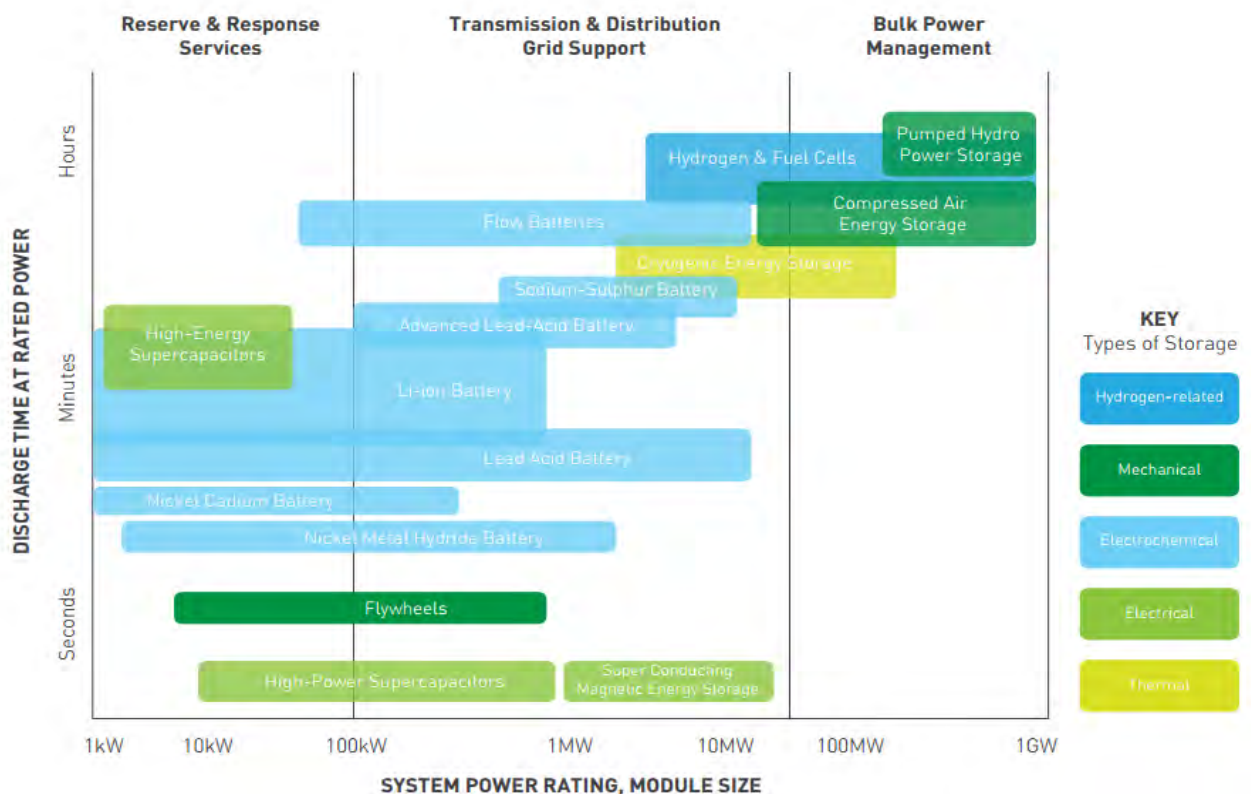 Reserve & Response
Services
Transmission & Distribution
Grid Support
Bulk Power
Management
DISCHARGE TIME AT RATED POWER
Hours
Minutes
Seconds
Pumped Hydro
Power Storage
Hydrogen & Fuel Cells
Compressed Air
Energy Storage
Flow Batteries
Cryogenic Energy Storage
Sodium-Sulphur Battery
Advanced Lead-Acid Battery
High-Energy
Supercapacitors
Li-ion Battery
Lead Acid Battery
Nickel Cadium Battery
Nickel Metal Hydride Battery
Flywheels
High-Power Supercapacitors
Super Conducting
Magnetic Energy Storage
1kW
10kW
100kW
1MW
10MW
100MW
1GW
SYSTEM POWER RATING, MODULE SIZE
KEY
Types of Storage
Hydrogen-related
Mechanical
Electrochemical
Electrical
Thermal